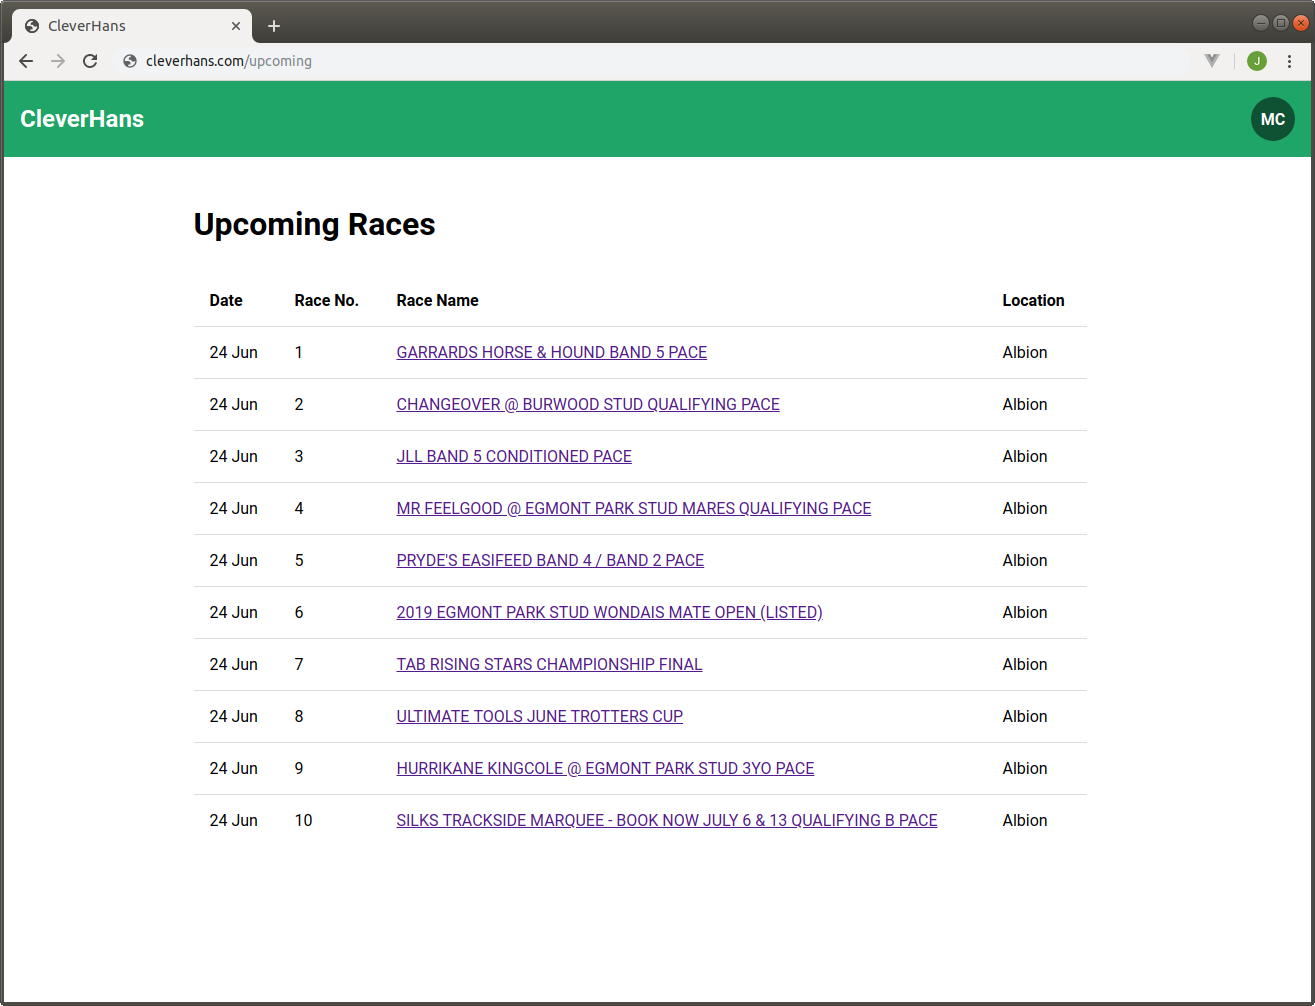 CleverHans
cleverhans.com/upcoming
J
CleverHans
MC
Upcoming Races
Date Race No. Race Name Location
24 Jun 1 GARRARDS HORSE & HOUND BAND 5 PACE Albion
24 Jun 2 CHANGEOVER @ BURWOOD STUD QUALIFYING PACE Albion
24 Jun 3 JLL BAND 5 CONDITIONED PACE Albion
24 Jun 4 MR FEELGOOD @ EGMONT PARK STUD MARES QUALIFYING PACE Albion
24 Jun 5 PRYDE'S EASIFEED BAND 4 / BAND 2 PACE Albion
24 Jun 6 2019 EGMONT PARK STUD WONDAIS MATE OPEN (LISTED) Albion
24 Jun 7 TAB RISING STARS CHAMPIONSHIP FINAL Albion
24 Jun 8 ULTIMATE TOOLS JUNE TROTTERS CUP Albion
24 Jun 9 HURRIKANE KINGCOLE @ EGMONT PARK STUD 3YO PACE Albion
24 Jun 10 SILKS TRACKSIDE MARQUEE - BOOK NOW JULY 6 & 13 QUALIFYING B PACE Albion